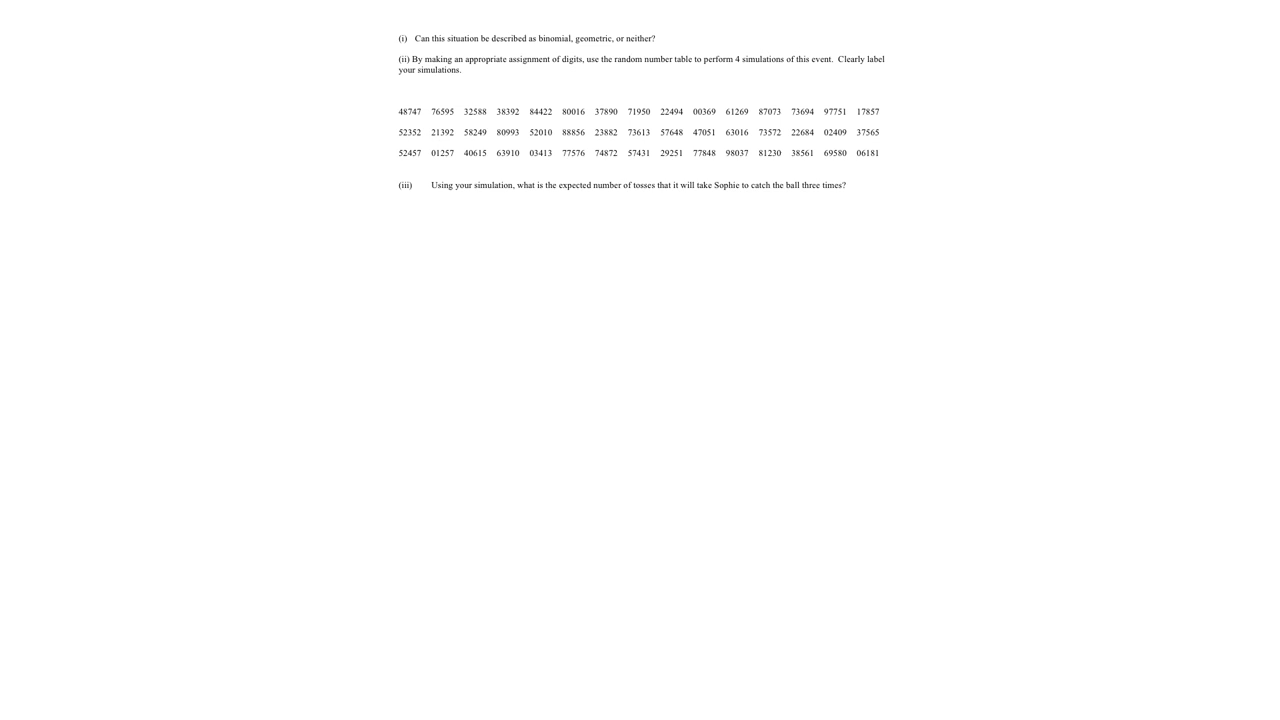 (i) Can this situation be described as binomial, geometric, or neither?
(ii) By making an appropriate assignment of digits, use the random number table to perform 4 simulations of this event. Clearly label
your simulations.
48747 76595 32588 38392 84422 80016 37890 71950 22494 00369 61269 87073 73694 97751 17857
52352 21392 58249 80993 52010 88856 23882 73613 57648 47051 63016 73572 22684 02409 37565
52457 01257 40615 63910 03413 77576 74872 57431 29251 77848 98037 81230 38561 69580 06181
(iii) Using your simulation, what is the expected number of tosses that it will take Sophie to catch the ball three times?